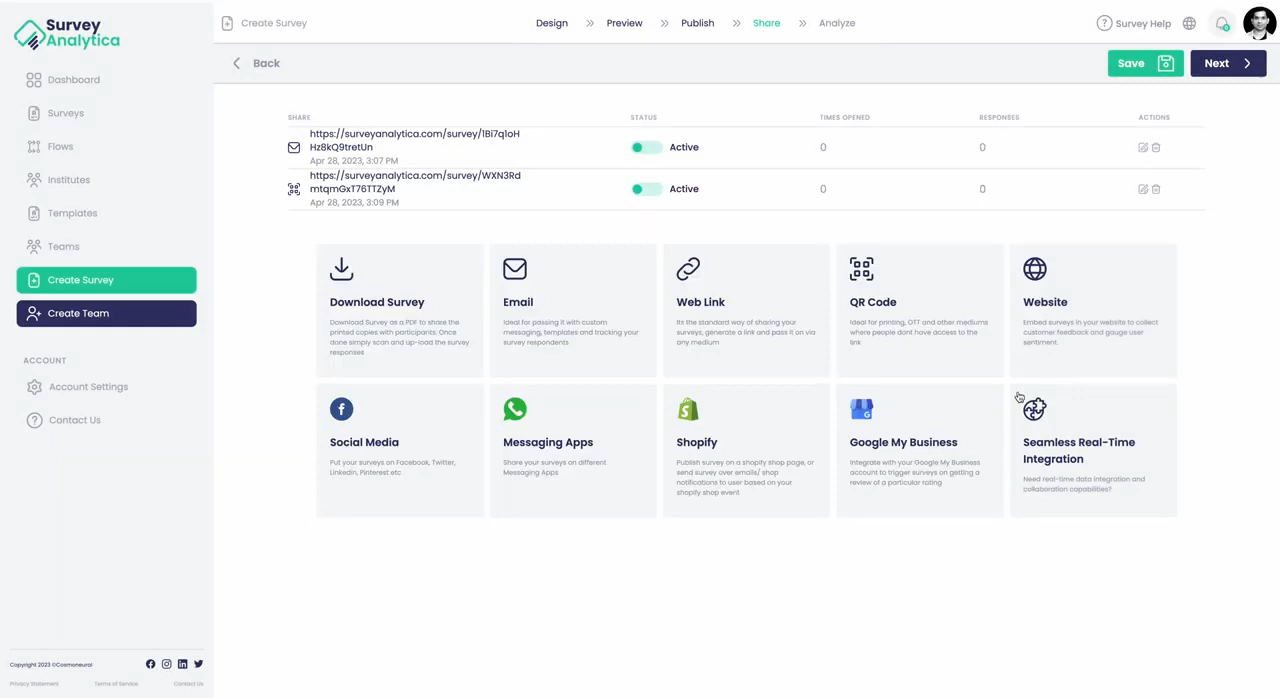 Survey
Analytica
Create Survey
Design
Preview
Publish
Share
Analyze
Survey Help
Back
Save
Next
Dashboard
Surveys
Flows
Institutes
Templates
Teams
Create Survey
Create Team
ACCOUNT
Account Settings
Contact Us
SHARE
STATUS
TIMES OPENED
RESPONSES
ACTIONS
https://surveyanalytica.com/survey/1Bi7q1oH
Hz8kQ9tretUn
Apr 28, 2023, 3:07 PM
Active
0
0
https://surveyanalytica.com/survey/WXN3Rd
mtqmGxT76TTZyM
Apr 28, 2023, 3:09 PM
Active
0
0
Download Survey
Download Survey as a PDF to share the
printed copies with participants. Once
done simply scan and up-load the survey
responses
Email
Ideal for passing it with custom
messaging, templates and tracking your
survey respondents
Web Link
Its the standard way of sharing your
surveys, generate a link and pass it on via
any medium
QR Code
Ideal for printing, OTT and other mediums
where people dont have access to the
link
Website
Embed surveys in your website to collect
customer feedback and gauge user
sentiment.
Social Media
Put your surveys on Facebook, Twitter,
Linkedin, Pinterest etc
Messaging Apps
Share your surveys on different
Messaging Apps
Shopify
Publish survey on a shopify shop page, or
send survey over emails/ shop
notifications to user based on your
shopify shop event
Google My Business
Integrate with your Google My Business
account to trigger surveys on getting a
review of a particular rating
Seamless Real-Time
Integration
Need real-time data integration and
collaboration capabilities?
Copyright 2023 ©Cosmoneural
Privacy Statement
Terms of Service
Contact Us